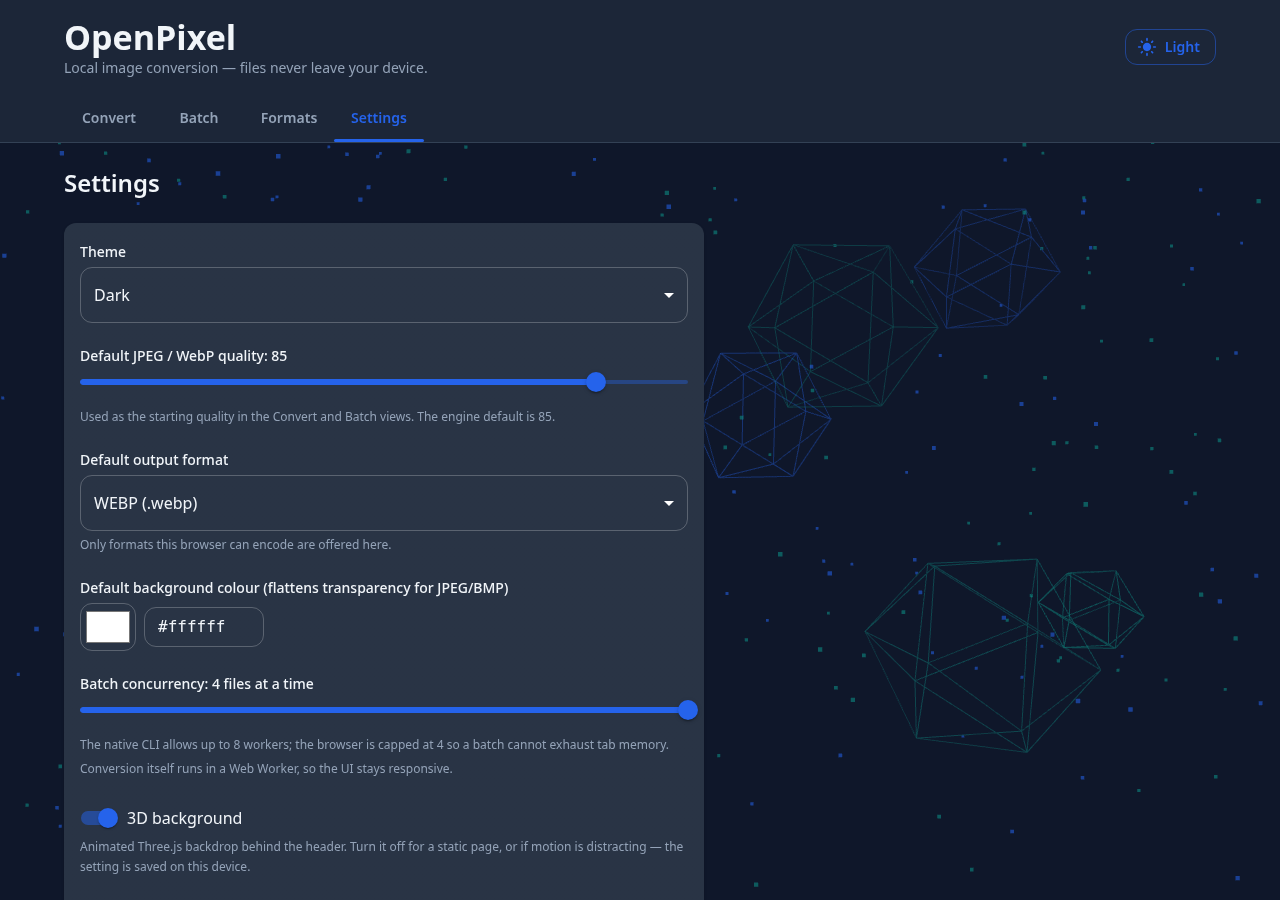 OpenPixel
Local image conversion — files never leave your device.
Light
Convert Batch Formats Settings
Settings
Theme
Dark
Default JPEG / WebP quality: 85
Used as the starting quality in the Convert and Batch views. The engine default is 85.
Default output format
WEBP (.webp)
Only formats this browser can encode are offered here.
Default background colour (flattens transparency for JPEG/BMP)
#ffffff
Batch concurrency: 4 files at a time
The native CLI allows up to 8 workers; the browser is capped at 4 so a batch cannot exhaust tab memory.
Conversion itself runs in a Web Worker, so the UI stays responsive.
3D background
Animated Three.js backdrop behind the header. Turn it off for a static page, or if motion is distracting — the
setting is saved on this device.